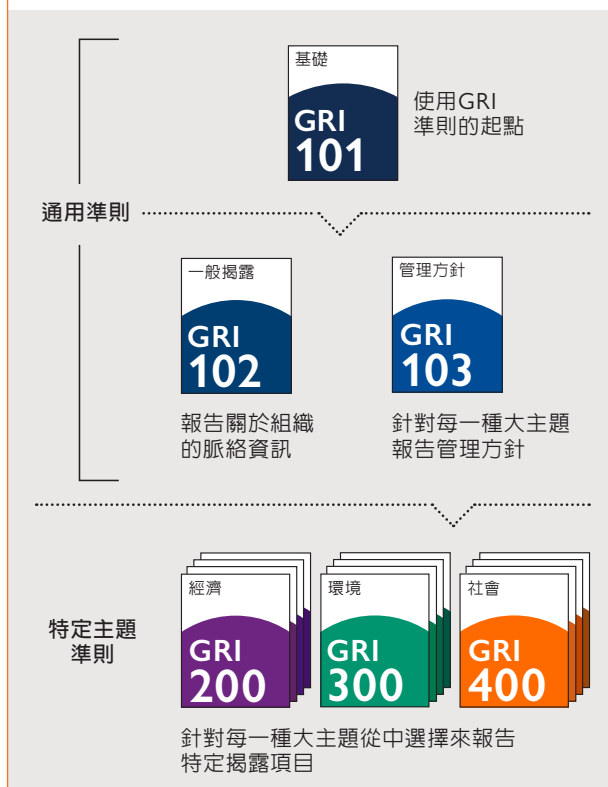 基礎
GRI
101
使用GRI
準則的起點
通用準則
一般揭露
GRI
102
管理方針
GRI
103
報告關於組織
的脈絡資訊
針對每一種大主題
報告管理方針
特定主題
準則
經濟
GRI
200
環境
GRI
300
社會
GRI
400
針對每一種大主題從中選擇來報告
特定揭露項目